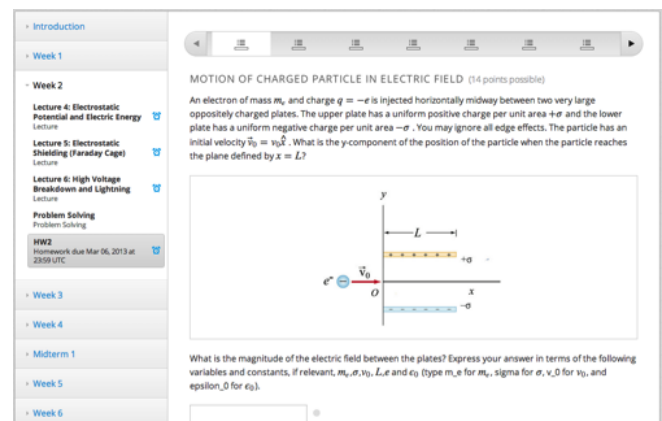 Introduction
Week 1
Week 2
Lecture 4: Electrostatic
Potential and Electric Energy
Lecture
Lecture 5: Electrostatic
Shielding (Faraday Cage)
Lecture
Lecture 6: High Voltage
Breakdown and Lightning
Lecture
Problem Solving
Problem Solving
HW2
Homework due Mar 06, 2013 at
23:59 UTC
Week 3
Week 4
Midterm 1
Week 5
Week 6
MOTION OF CHARGED PARTICLE IN ELECTRIC FIELD (14 points possible)
An electron of mass mₑ and charge q = −e is injected horizontally midway between two very large
oppositely charged plates. The upper plate has a uniform positive charge per unit area +σ and the lower
plate has a uniform negative charge per unit area −σ . You may ignore all edge effects. The particle has an
initial velocity v⃗₀ = v₀x̂ . What is the y-component of the position of the particle when the particle reaches
the plane defined by x = L?
y
L
+σ
e⁻ v⃗₀
O x
−σ
What is the magnitude of the electric field between the plates? Express your answer in terms of the following
variables and constants, if relevant, mₑ,σ,v₀, L,e and ϵ₀ (type m_e for mₑ, sigma for σ, v_0 for v₀, and
epsilon_0 for ϵ₀).